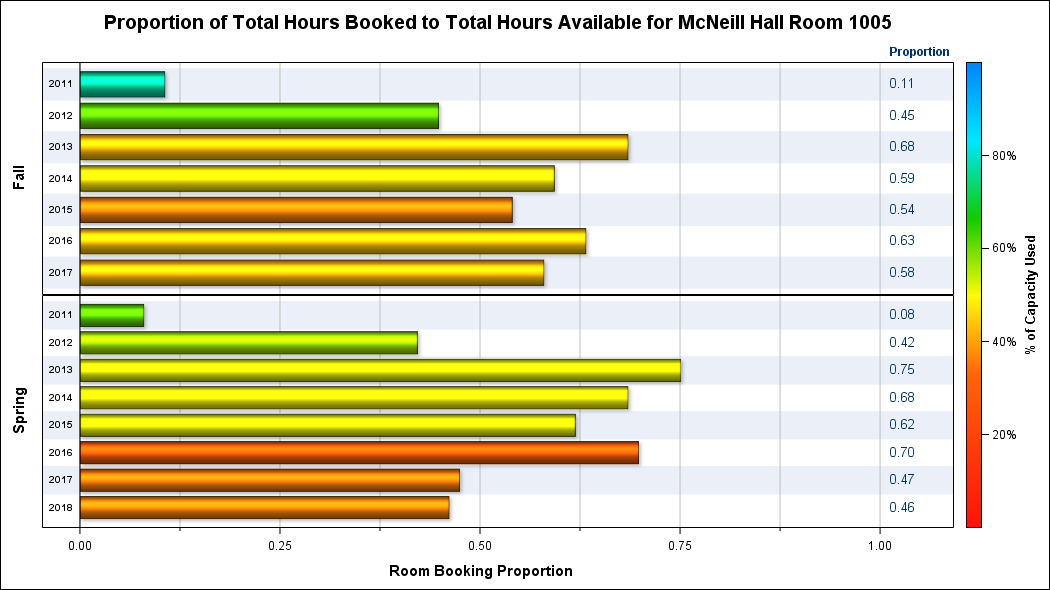 Proportion of Total Hours Booked to Total Hours Available for McNeill Hall Room 1005
Proportion
Fall
2011 0.11
2012 0.45
2013 0.68
2014 0.59
2015 0.54
2016 0.63
2017 0.58
Spring
2011 0.08
2012 0.42
2013 0.75
2014 0.68
2015 0.62
2016 0.70
2017 0.47
2018 0.46
0.00 0.25 0.50 0.75 1.00
Room Booking Proportion
80%
60%
40%
20%
% of Capacity Used